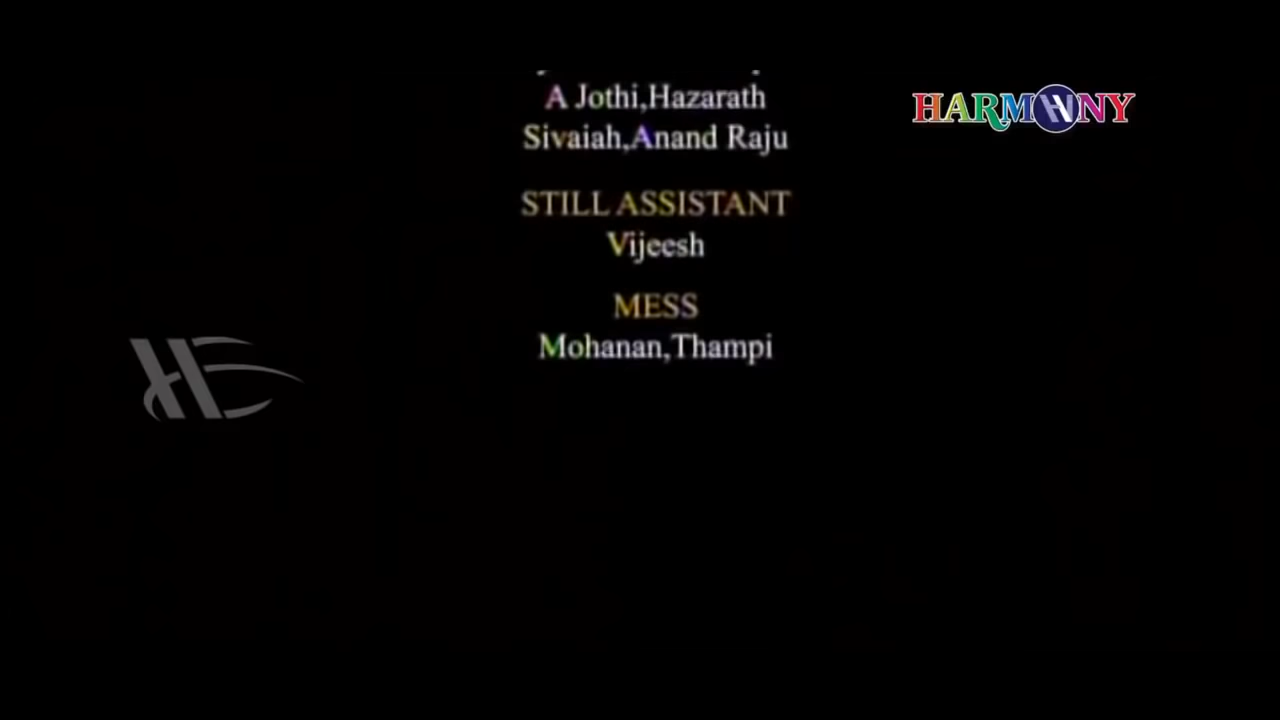 A Jothi,Hazarath
HARMONY
Sivaiah,Anand Raju
STILL ASSISTANT
Vijeesh
MESS
Mohanan,Thampi